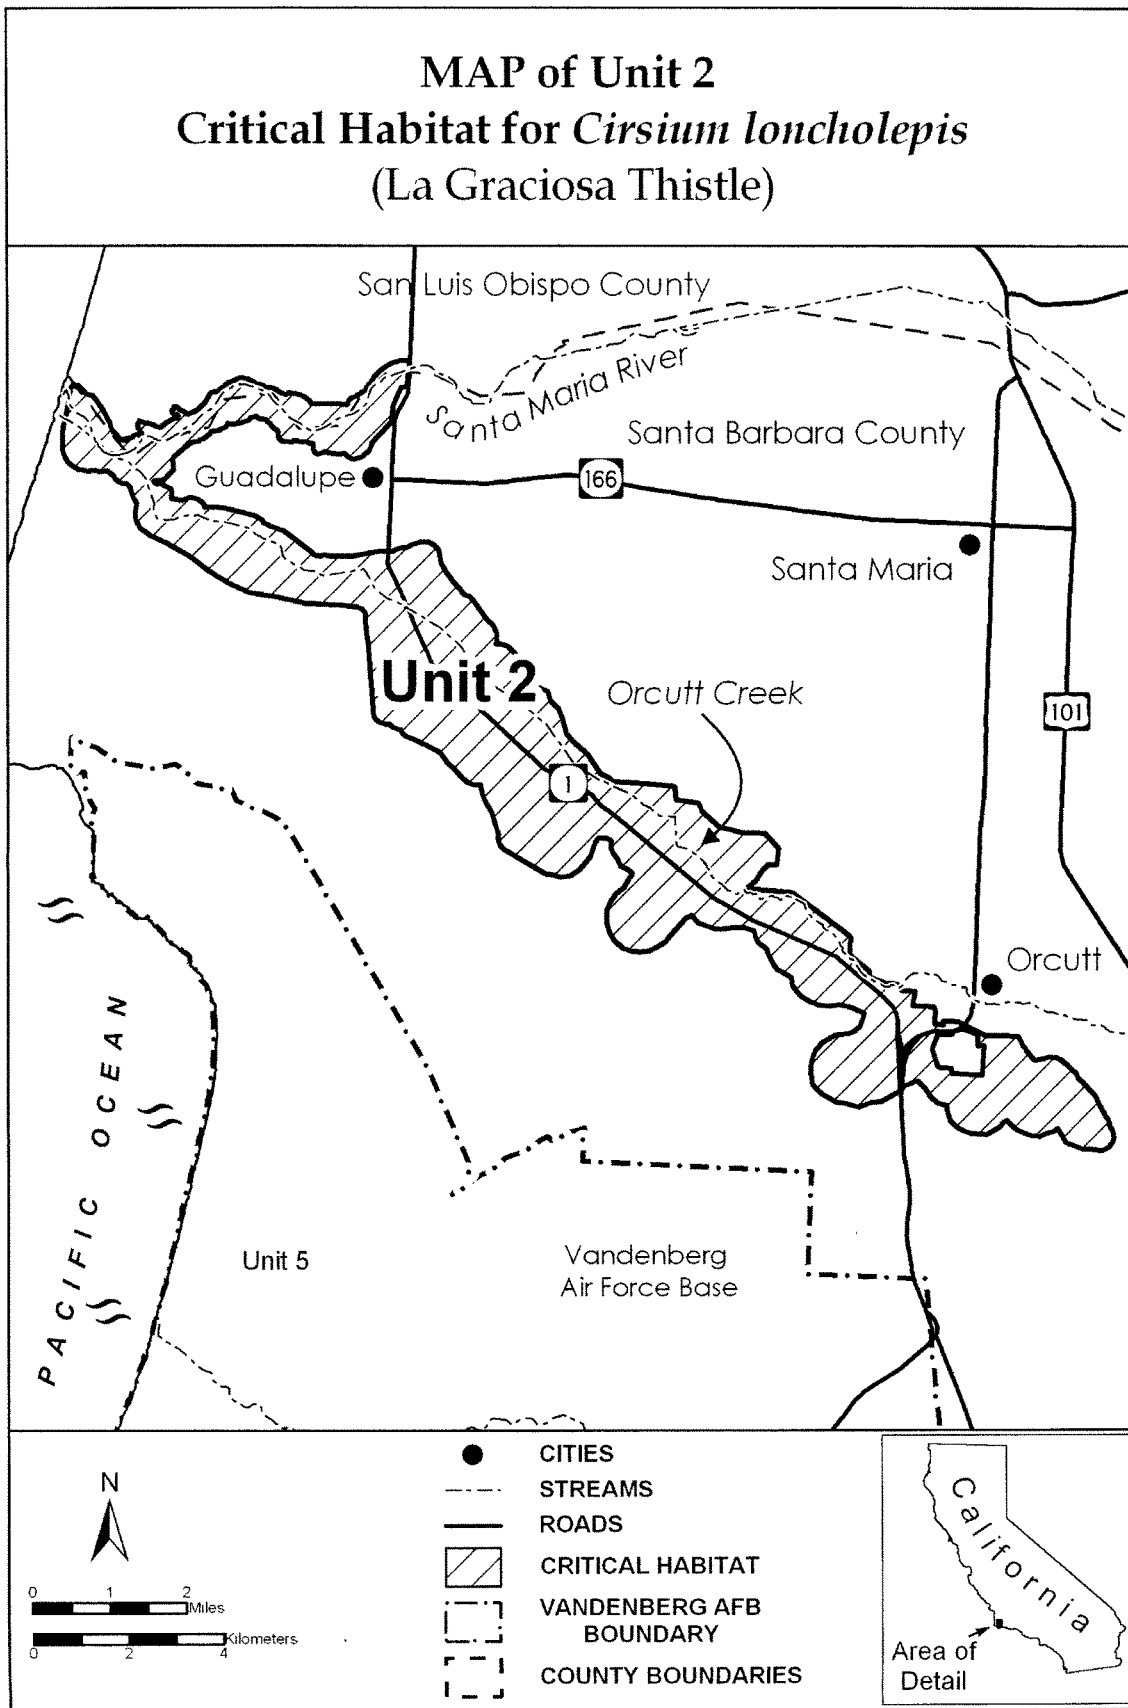 MAP of Unit 2
Critical Habitat for Cirsium loncholepis
(La Graciosa Thistle)
San Luis Obispo County
Santa Maria River
Santa Barbara County
Guadalupe
166
Santa Maria
Unit 2
Orcutt Creek
101
1
Orcutt
PACIFIC OCEAN
Unit 5
Vandenberg
Air Force Base
N
0 1 2
Miles
Kilometers
0 2 4
CITIES
STREAMS
ROADS
CRITICAL HABITAT
VANDENBERG AFB
BOUNDARY
COUNTY BOUNDARIES
California
Area of
Detail